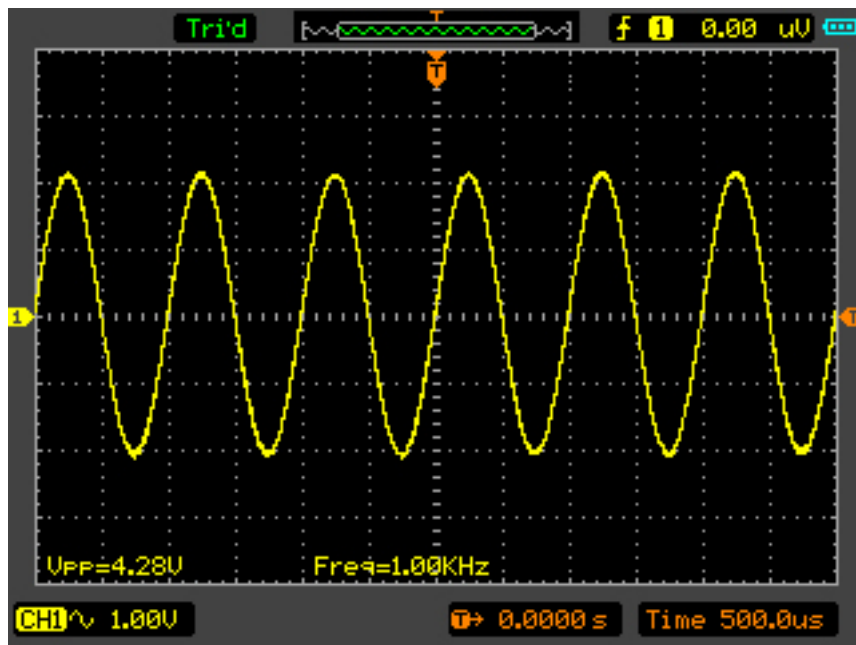 Tri'd 1 0.00 uV
T
T
1 T
Vpp=4.28V Freq=1.00KHz
CH1 1.00V T 0.0000s Time 500.0us